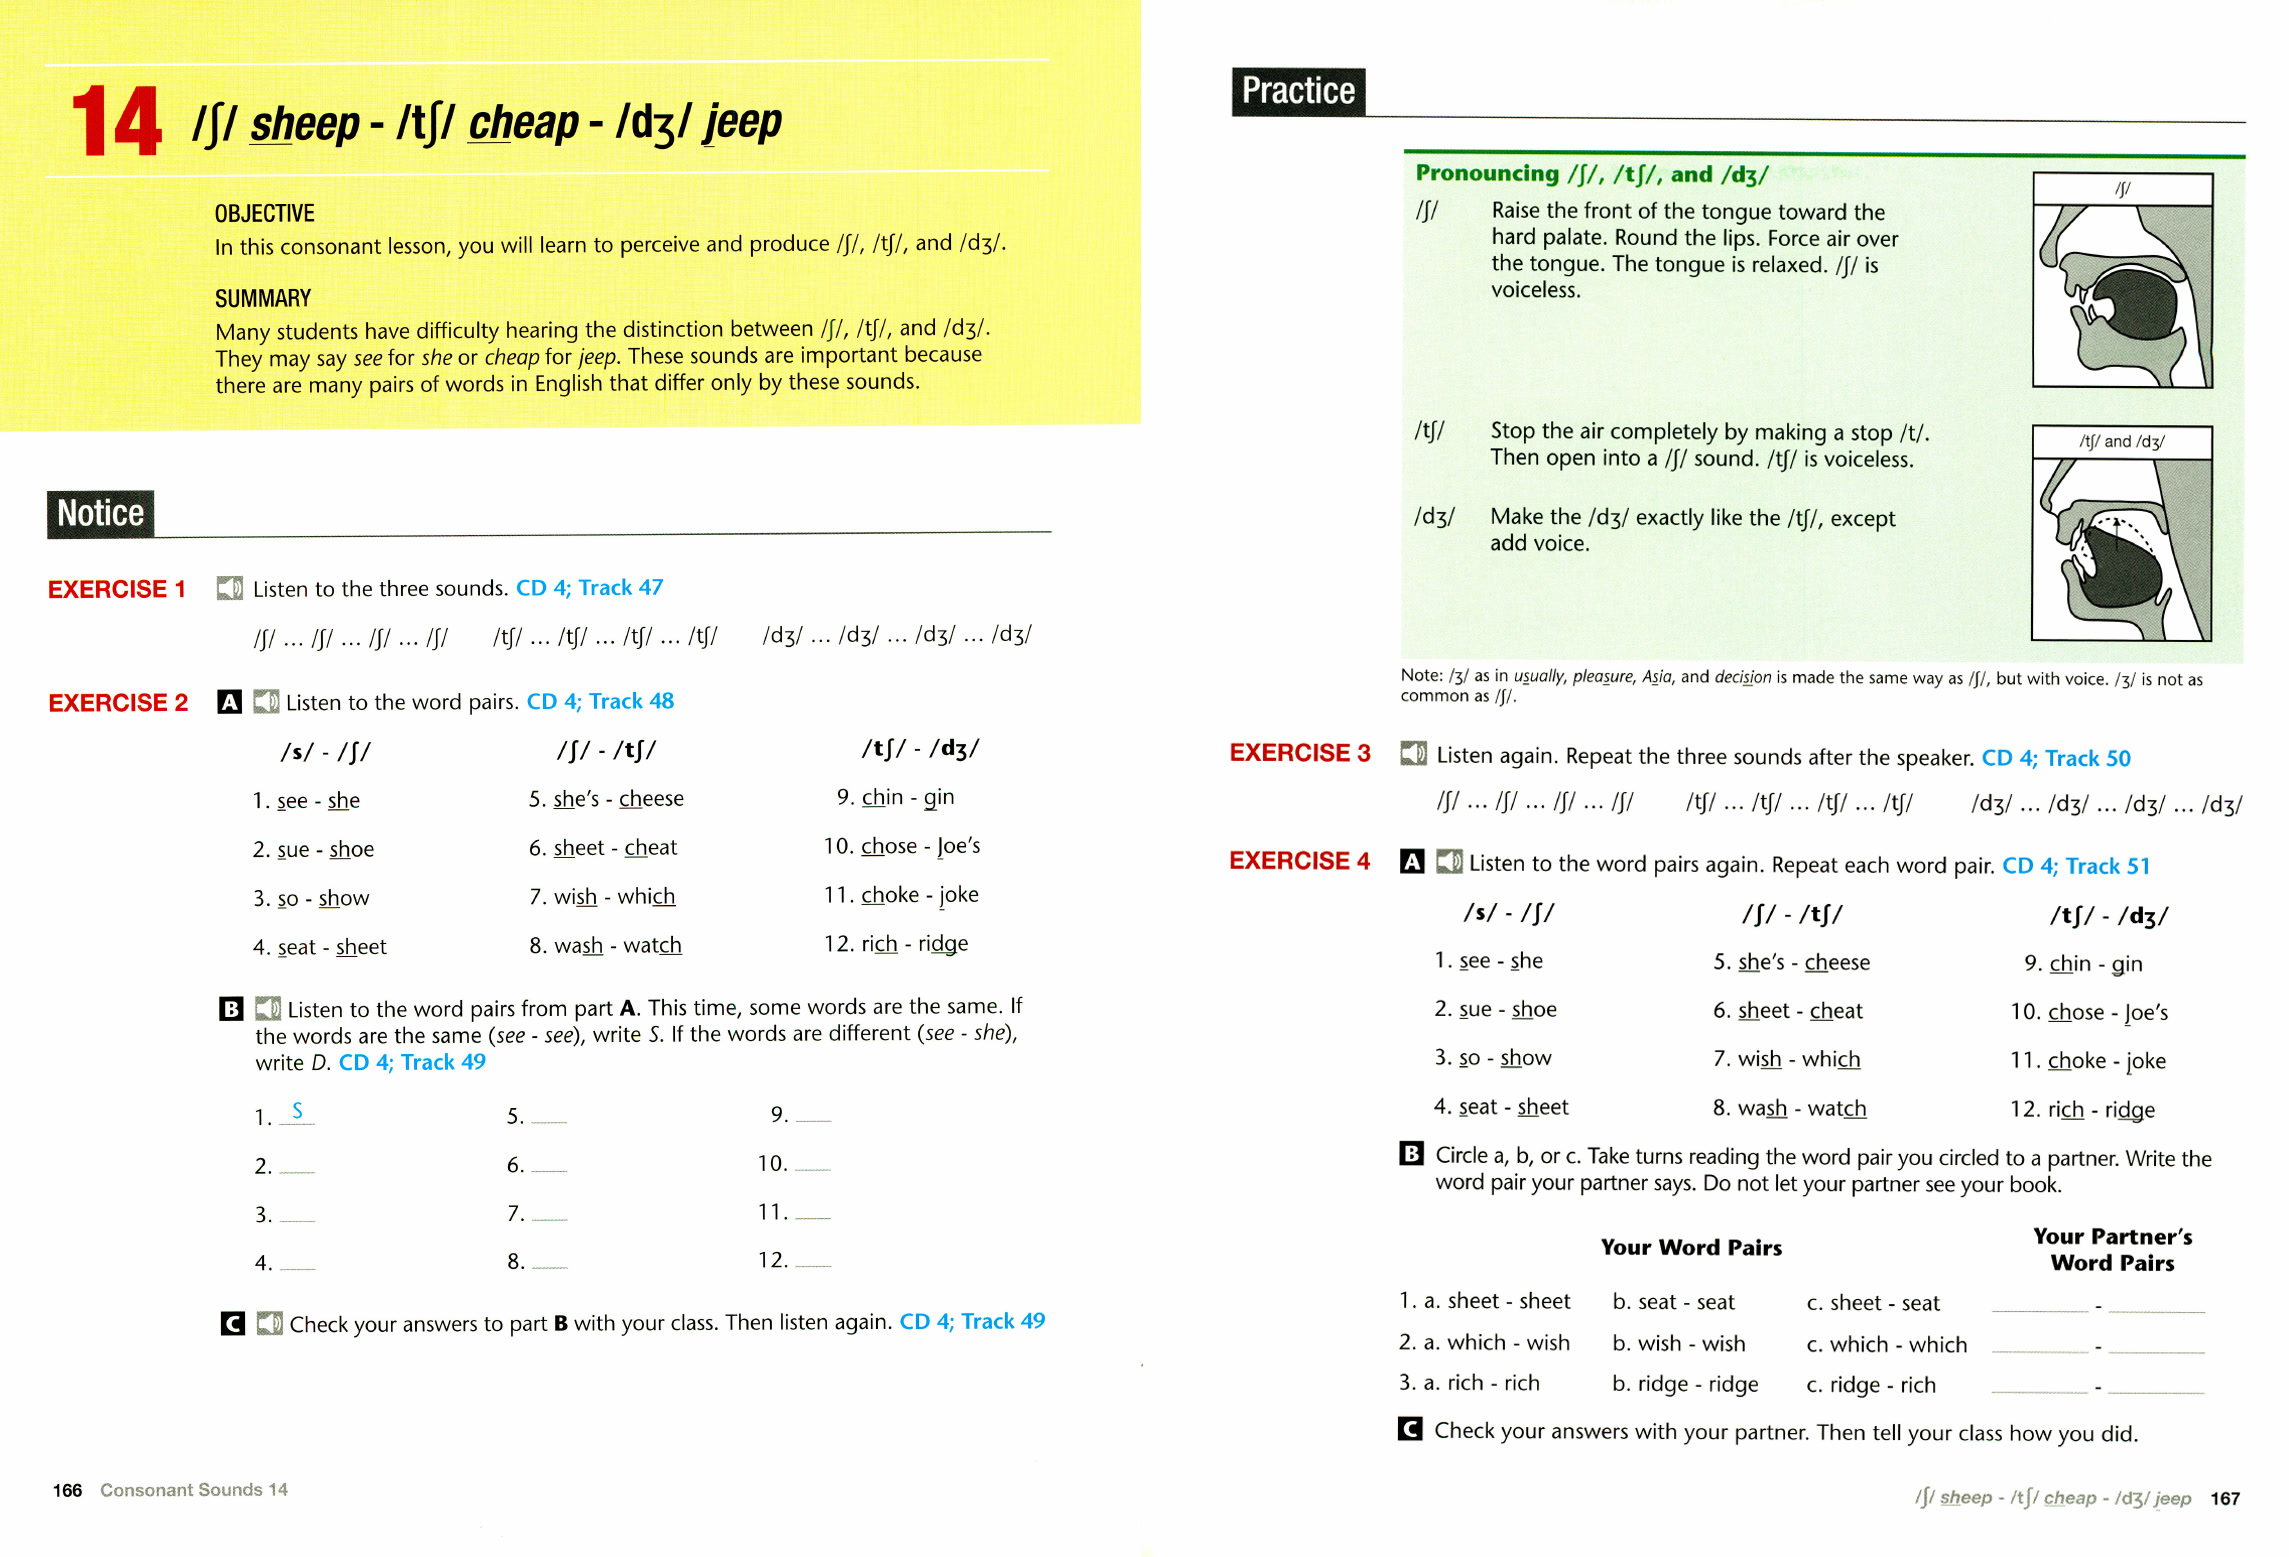 14 /ʃ/ sheep - /tʃ/ cheap - /dʒ/ jeep
OBJECTIVE
In this consonant lesson, you will learn to perceive and produce /ʃ/, /tʃ/, and /dʒ/.
SUMMARY
Many students have difficulty hearing the distinction between /ʃ/, /tʃ/, and /dʒ/.
They may say see for she or cheap for jeep. These sounds are important because
there are many pairs of words in English that differ only by these sounds.
Notice
EXERCISE 1 Listen to the three sounds. CD 4; Track 47
/ʃ/ ... /ʃ/ ... /ʃ/ ... /ʃ/ /tʃ/ ... /tʃ/ ... /tʃ/ ... /tʃ/ /dʒ/ ... /dʒ/ ... /dʒ/ ... /dʒ/
EXERCISE 2 A Listen to the word pairs. CD 4; Track 48
/s/ - /ʃ/ /ʃ/ - /tʃ/ /tʃ/ - /dʒ/
1. see - she 5. she's - cheese 9. chin - gin
2. sue - shoe 6. sheet - cheat 10. chose - Joe's
3. so - show 7. wish - which 11. choke - joke
4. seat - sheet 8. wash - watch 12. rich - ridge
B Listen to the word pairs from part A. This time, some words are the same. If
the words are the same (see - see), write S. If the words are different (see - she),
write D. CD 4; Track 49
1. S 5. ___ 9. ___
2. ___ 6. ___ 10. ___
3. ___ 7. ___ 11. ___
4. ___ 8. ___ 12. ___
C Check your answers to part B with your class. Then listen again. CD 4; Track 49
166 Consonant Sounds 14
Practice
Pronouncing /ʃ/, /tʃ/, and /dʒ/
/ʃ/
/ʃ/ Raise the front of the tongue toward the
hard palate. Round the lips. Force air over
the tongue. The tongue is relaxed. /ʃ/ is
voiceless.
/tʃ/ Stop the air completely by making a stop /t/.
Then open into a /ʃ/ sound. /tʃ/ is voiceless.
/tʃ/ and /dʒ/
/dʒ/ Make the /dʒ/ exactly like the /tʃ/, except
add voice.
Note: /ʒ/ as in usually, pleasure, Asia, and decision is made the same way as /ʃ/, but with voice. /ʒ/ is not as
common as /ʃ/.
EXERCISE 3 Listen again. Repeat the three sounds after the speaker. CD 4; Track 50
/ʃ/ ... /ʃ/ ... /ʃ/ ... /ʃ/ /tʃ/ ... /tʃ/ ... /tʃ/ ... /tʃ/ /dʒ/ ... /dʒ/ ... /dʒ/ ... /dʒ/
EXERCISE 4 A Listen to the word pairs again. Repeat each word pair. CD 4; Track 51
/s/ - /ʃ/ /ʃ/ - /tʃ/ /tʃ/ - /dʒ/
1. see - she 5. she's - cheese 9. chin - gin
2. sue - shoe 6. sheet - cheat 10. chose - Joe's
3. so - show 7. wish - which 11. choke - joke
4. seat - sheet 8. wash - watch 12. rich - ridge
B Circle a, b, or c. Take turns reading the word pair you circled to a partner. Write the
word pair your partner says. Do not let your partner see your book.
Your Word Pairs Your Partner's
Word Pairs
1. a. sheet - sheet b. seat - seat c. sheet - seat ________ - ________
2. a. which - wish b. wish - wish c. which - which ________ - ________
3. a. rich - rich b. ridge - ridge c. ridge - rich ________ - ________
C Check your answers with your partner. Then tell your class how you did.
/ʃ/ sheep - /tʃ/ cheap - /dʒ/ jeep 167